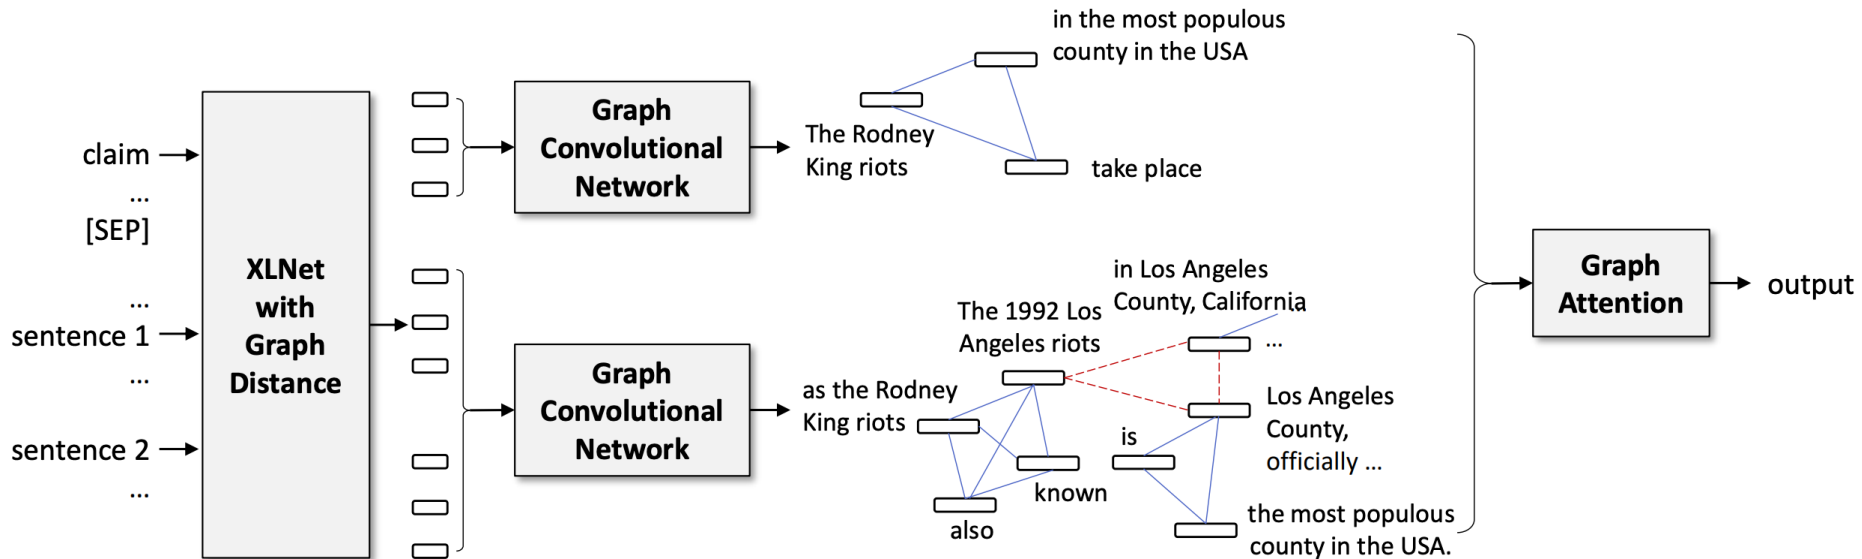 claim
...
[SEP]
...
sentence 1
...
sentence 2
...
XLNet
with
Graph
Distance
Graph
Convolutional
Network
The Rodney
King riots
in the most populous
county in the USA
take place
Graph
Convolutional
Network
as the Rodney
King riots
The 1992 Los
Angeles riots
in Los Angeles
County, California
...
...
also
known
is
Los Angeles
County,
officially ...
the most populous
county in the USA.
Graph
Attention
output